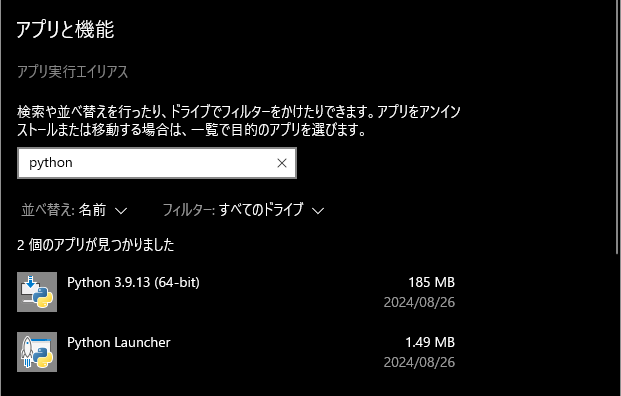 アプリと機能
アプリ実行エイリアス
検索や並べ替えを行ったり、ドライブでフィルターをかけたりできます。アプリをアンイン
ストールまたは移動する場合は、一覧で目的のアプリを選びます。
python
並べ替え: 名前 フィルター: すべてのドライブ
2 個のアプリが見つかりました
Python 3.9.13 (64-bit) 185 MB
2024/08/26
Python Launcher 1.49 MB
2024/08/26